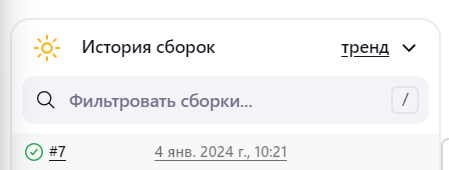 История сборок тренд
Фильтровать сборки... /
#7 4 янв. 2024 г., 10:21